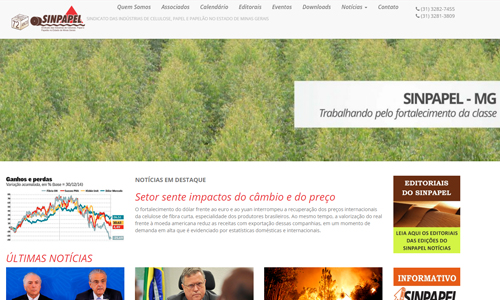 Quem Somos Associados Calendário Editorais Eventos Downloads Notícias Contato
(31) 3282-7455
(31) 3281-3809
72
SINPAPEL
SINDICATO DAS INDÚSTRIAS DE CELULOSE, PAPEL E PAPELÃO NO ESTADO DE MINAS GERAIS
SINPAPEL - MG
Trabalhando pelo fortalecimento da classe
Ganhos e perdas
Variação acumulada, em % (base = 30/12/14)
NOTÍCIAS EM DESTAQUE
Setor sente impactos do câmbio e do preço
O fortalecimento do dólar frente ao euro e ao yuan interrompeu a recuperação dos preços internacionais
da celulose de fibra curta, especialidade dos produtores brasileiros. Ao mesmo tempo, a valorização do real
frente à moeda americana reduz as receitas com exportação dessas companhias, em um momento de
demanda em alta que é evidenciado por estatísticas domésticas e internacionais.
EDITORIAIS
DO SINPAPEL
LEIA AQUI OS EDITORIAIS
DAS EDIÇÕES DO
SINPAPEL NOTÍCIAS
ÚLTIMAS NOTÍCIAS
INFORMATIVO
SINPAPEL